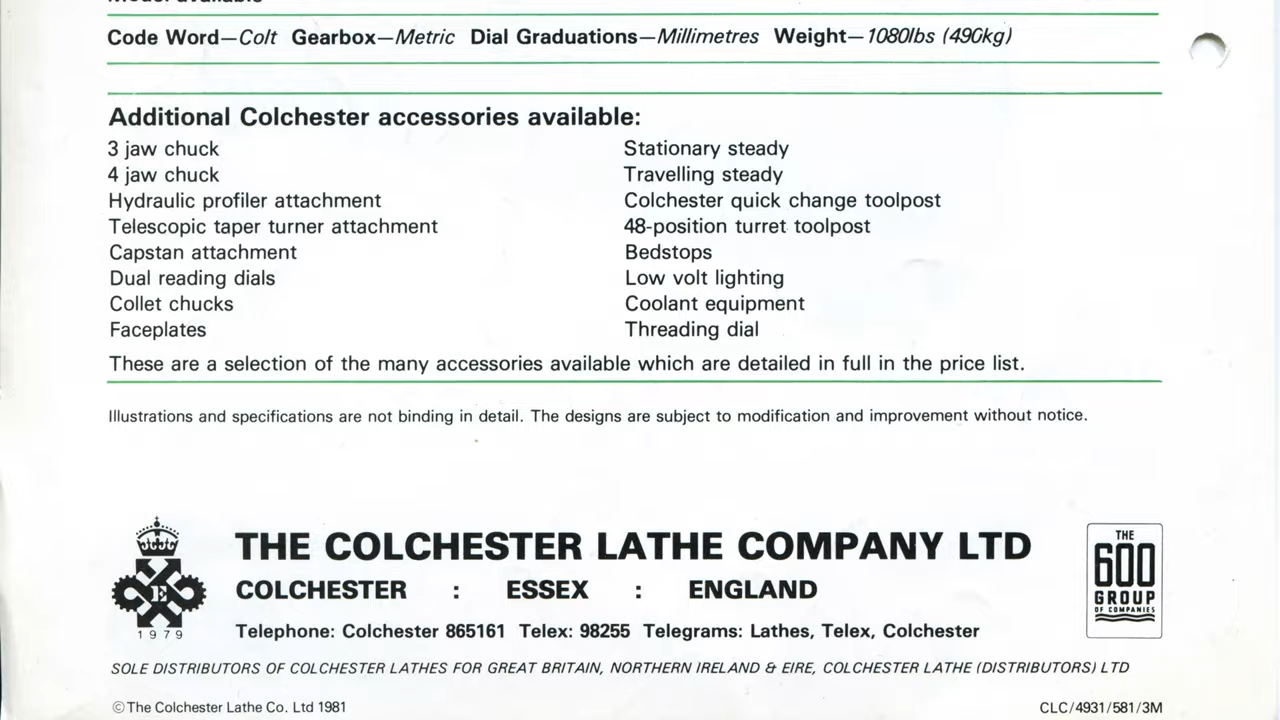 Model available
Code Word—Colt Gearbox—Metric Dial Graduations—Millimetres Weight—1080lbs (490kg)
Additional Colchester accessories available:
3 jaw chuck
4 jaw chuck
Hydraulic profiler attachment
Telescopic taper turner attachment
Capstan attachment
Dual reading dials
Collet chucks
Faceplates
Stationary steady
Travelling steady
Colchester quick change toolpost
48-position turret toolpost
Bedstops
Low volt lighting
Coolant equipment
Threading dial
These are a selection of the many accessories available which are detailed in full in the price list.
Illustrations and specifications are not binding in detail. The designs are subject to modification and improvement without notice.
E
1979
THE COLCHESTER LATHE COMPANY LTD
COLCHESTER : ESSEX : ENGLAND
Telephone: Colchester 865161 Telex: 98255 Telegrams: Lathes, Telex, Colchester
THE
600
GROUP
OF COMPANIES
SOLE DISTRIBUTORS OF COLCHESTER LATHES FOR GREAT BRITAIN, NORTHERN IRELAND & EIRE, COLCHESTER LATHE (DISTRIBUTORS) LTD
© The Colchester Lathe Co. Ltd 1981
CLC/4931/581/3M